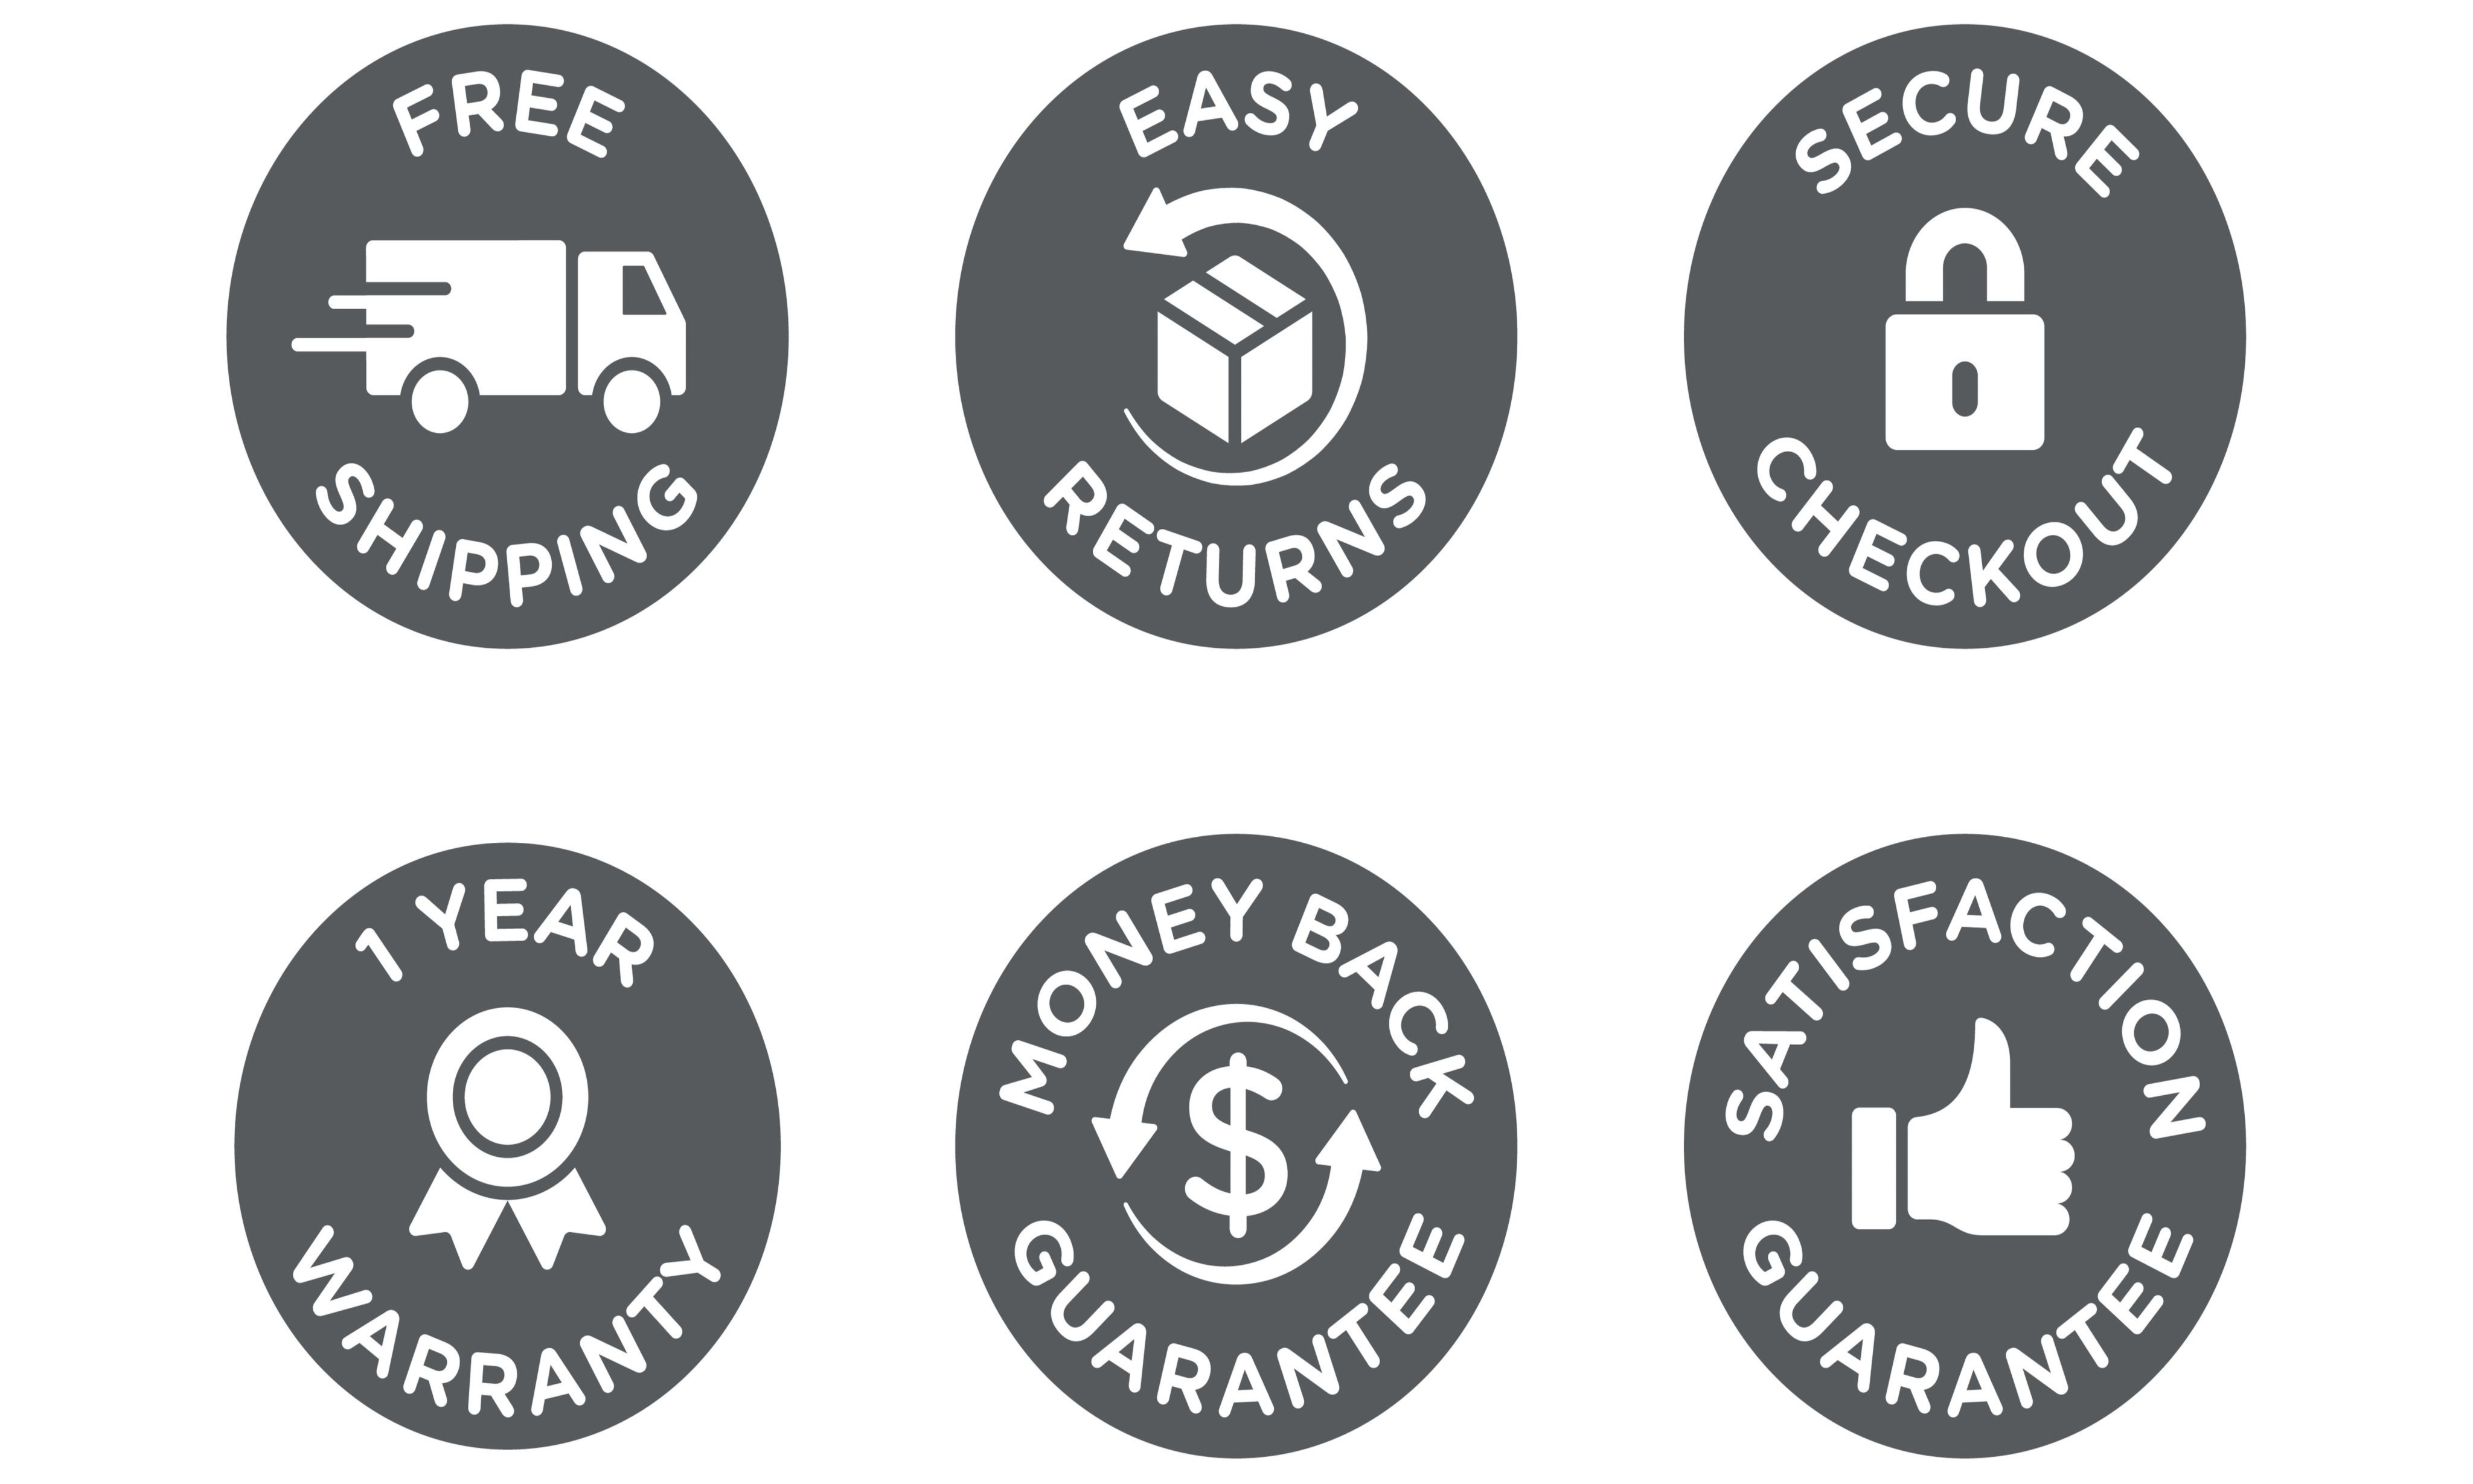 FREE
SHIPPING
EASY
RETURNS
SECURE
CHECKOUT
1 YEAR
WARRANTY
MONEY BACK
GUARANTEE
SATISFACTION
GUARANTEE